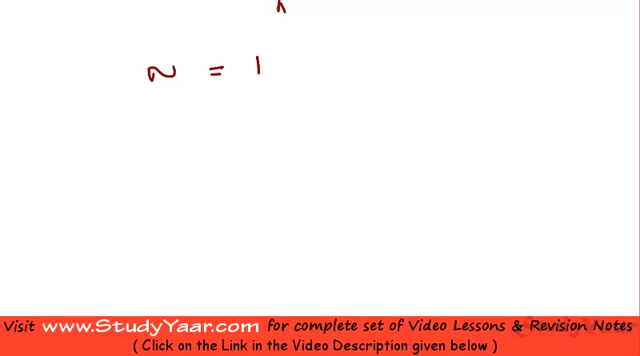 ~ = 1
Visit www.StudyYaar.com for complete set of Video Lessons & Revision Notes
( Click on the Link in the Video Description given below )